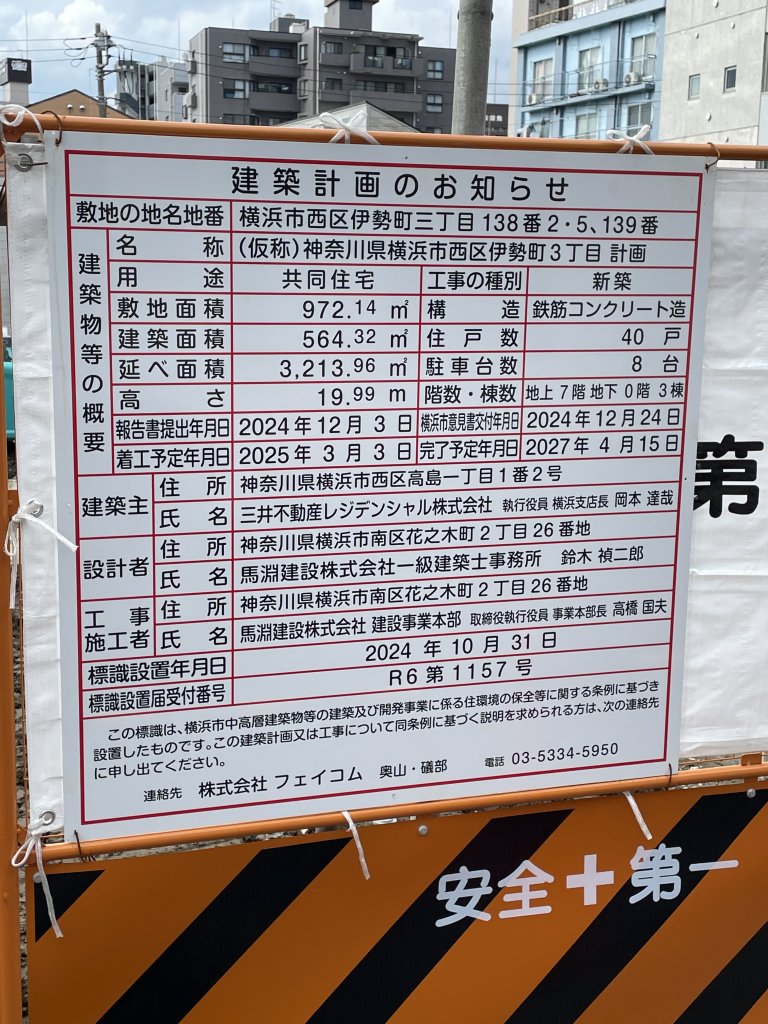 建築計画のお知らせ
敷地の地名地番 横浜市西区伊勢町三丁目138番2・5、139番
建築物等の概要
名称 (仮称)神奈川県横浜市西区伊勢町3丁目 計画
用途 共同住宅 工事の種別 新築
敷地面積 972.14 ㎡ 構造 鉄筋コンクリート造
建築面積 564.32 ㎡ 住戸数 40 戸
延べ面積 3,213.96 ㎡ 駐車台数 8 台
高さ 19.99 m 階数・棟数 地上 7階 地下 0階 3棟
報告書提出年月日 2024年12月 3日 横浜市意見書交付年月日 2024年12月24日
着工予定年月日 2025年 3月 3日 完了予定年月日 2027年 4月15日
建築主 住所 神奈川県横浜市西区高島一丁目1番2号
氏名 三井不動産レジデンシャル株式会社 執行役員 横浜支店長 岡本 達哉
設計者 住所 神奈川県横浜市南区花之木町2丁目26番地
氏名 馬淵建設株式会社一級建築士事務所 鈴木 禎二郎
工事施工者 住所 神奈川県横浜市南区花之木町2丁目26番地
氏名 馬淵建設株式会社 建設事業本部 取締役執行役員 事業本部長 高橋 国夫
標識設置年月日 2024 年 10 月 31 日
標識設置届受付番号 R6 第 1157 号
この標識は、横浜市中高層建築物等の建築及び開発事業に係る住環境の保全等に関する条例に基づき
設置したものです。この建築計画又は工事について同条例に基づく説明を求められる方は、次の連絡先
に申し出てください。
連絡先 株式会社 フェイコム 奥山・礒部 電話 03-5334-5950
第
安全+第一